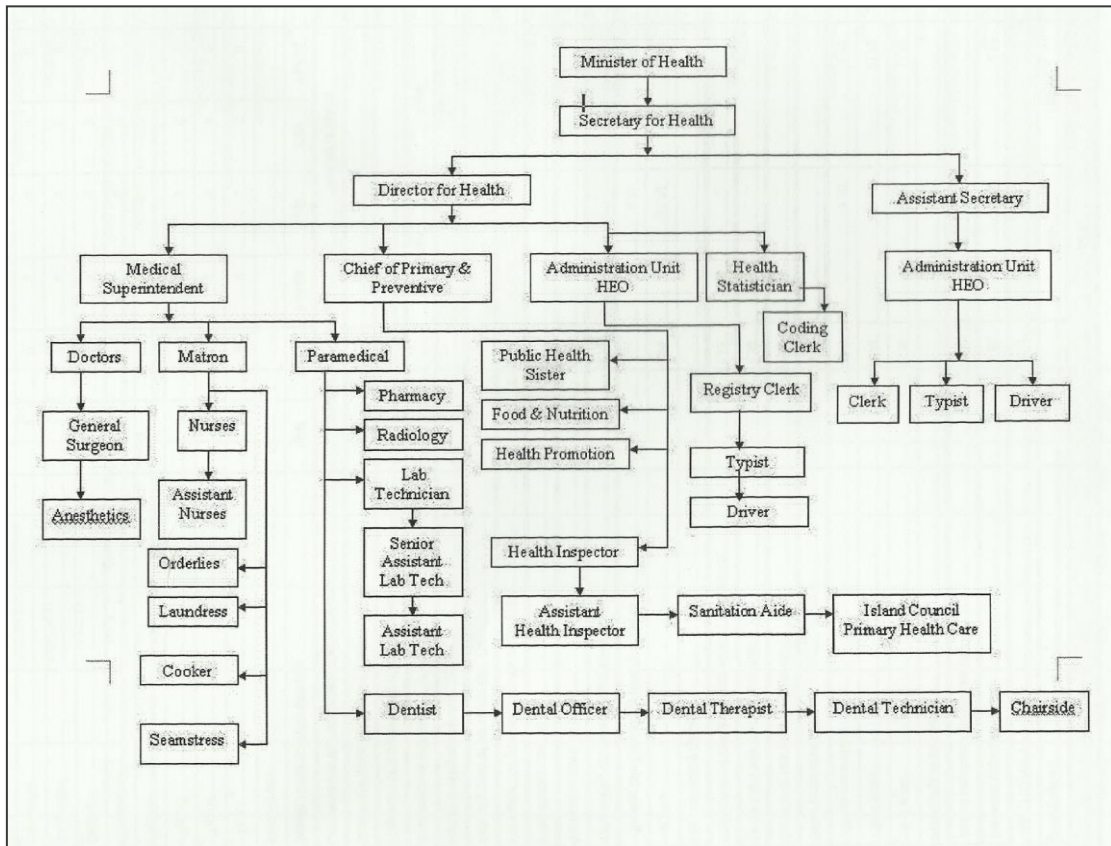 Minister of Health
Secretary for Health
Director for Health
Assistant Secretary
Medical
Superintendent
Chief of Primary &
Preventive
Administration Unit
HEO
Health
Statistician
Administration Unit
HEO
Coding
Clerk
Doctors
Matron
Paramedical
Public Health
Sister
Registry Clerk
Clerk
Typist
Driver
Pharmacy
Food & Nutrition
General
Surgeon
Nurses
Radiology
Health Promotion
Typist
Lab
Technician
Anesthetics
Assistant
Nurses
Driver
Senior
Assistant
Lab Tech
Health Inspector
Orderlies
Laundress
Assistant
Lab Tech
Assistant
Health Inspector
Sanitation Aide
Island Council
Primary Health Care
Cooker
Dentist
Dental Officer
Dental Therapist
Dental Technician
Chairside
Seamstress